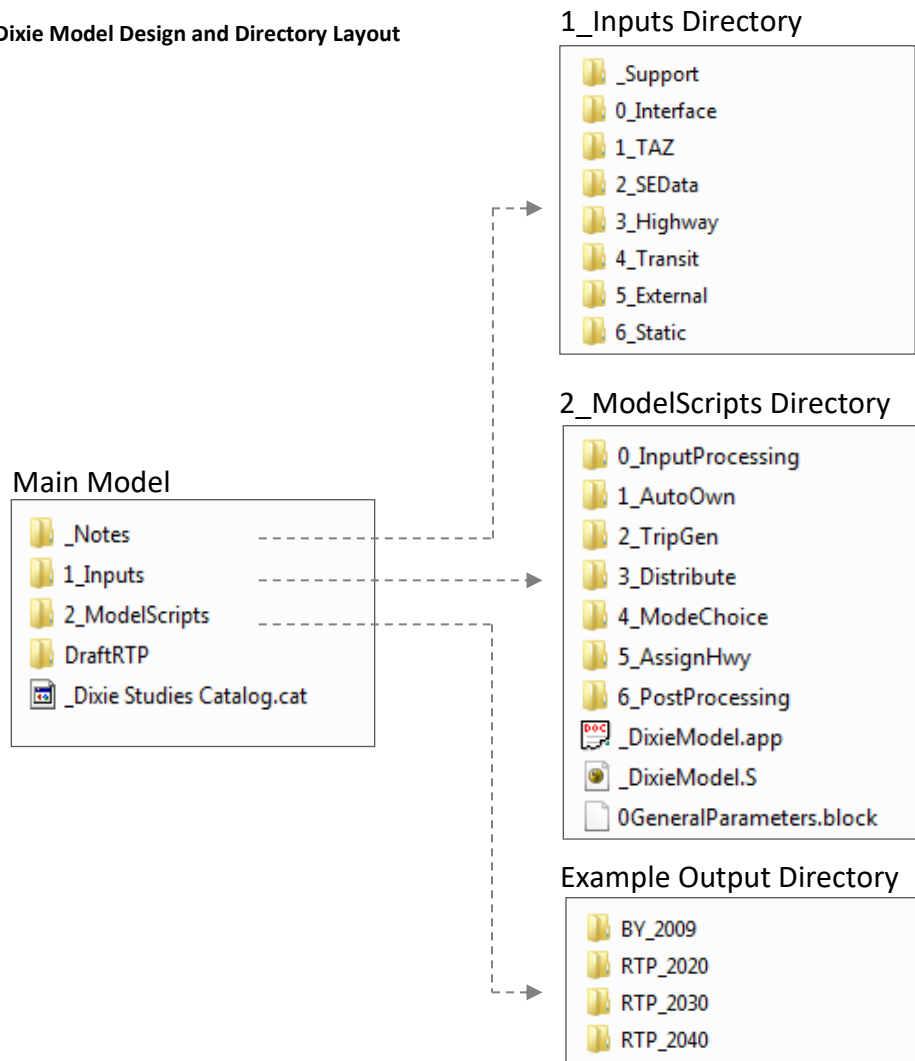 Dixie Model Design and Directory Layout
1_Inputs Directory
_Support
0_Interface
1_TAZ
2_SEData
3_Highway
4_Transit
5_External
6_Static
2_ModelScripts Directory
0_InputProcessing
1_AutoOwn
2_TripGen
3_Distribute
4_ModeChoice
5_AssignHwy
6_PostProcessing
_DixieModel.app
_DixieModel.S
0GeneralParameters.block
Main Model
_Notes
1_Inputs
2_ModelScripts
DraftRTP
_Dixie Studies Catalog.cat
Example Output Directory
BY_2009
RTP_2020
RTP_2030
RTP_2040